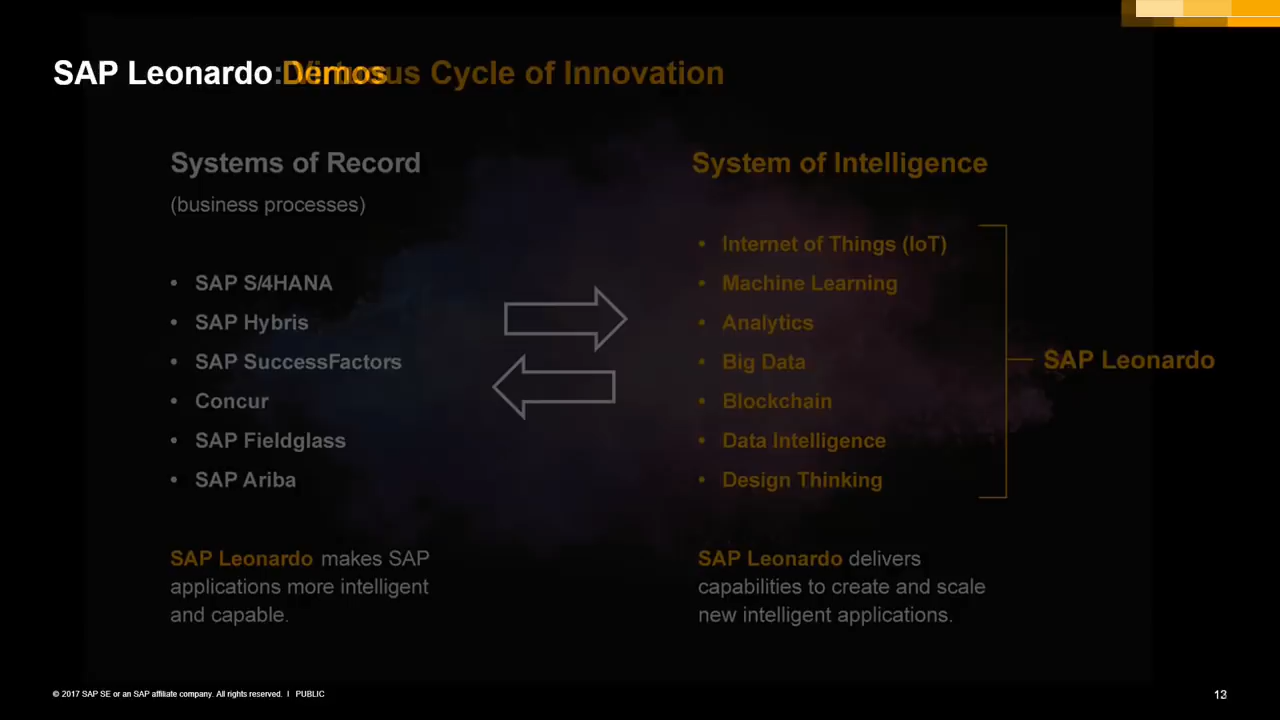 SAP Leonardo: Demos
Cycle of Innovation
Systems of Record
(business processes)
• SAP S/4HANA
• SAP Hybris
• SAP SuccessFactors
• Concur
• SAP Fieldglass
• SAP Ariba
SAP Leonardo makes SAP
applications more intelligent
and capable.
System of Intelligence
• Internet of Things (IoT)
• Machine Learning
• Analytics
• Big Data
• Blockchain
• Data Intelligence
• Design Thinking
SAP Leonardo
SAP Leonardo delivers
capabilities to create and scale
new intelligent applications.
© 2017 SAP SE or an SAP affiliate company. All rights reserved. I PUBLIC